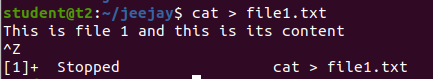 student@t2:~/jeejay$ cat > file1.txt
This is file 1 and this is its content
^Z
[1]+  Stopped                 cat > file1.txt